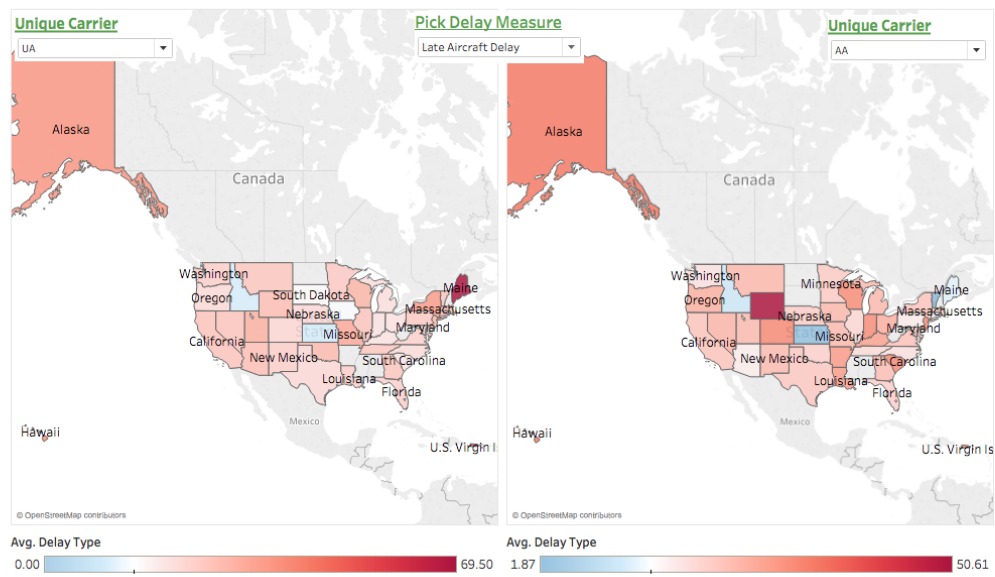 Unique Carrier
UA
Pick Delay Measure
Late Aircraft Delay
Unique Carrier
AA
Alaska
Canada
Washington
Oregon
South Dakota
Maine
Nebraska
Massachusetts
California
Missouri
Maryland
New Mexico
South Carolina
Louisiana
Florida
Mexico
Hawaii
U.S. Virgin I
© OpenStreetMap contributors
Alaska
Canada
Washington
Minnesota
Maine
Oregon
Nebraska
Massachusetts
California
Missouri
Maryland
New Mexico
South Carolina
Louisiana
Florida
Mexico
Hawaii
U.S. Virgin Is
© OpenStreetMap contributors
Avg. Delay Type
0.00
69.50
Avg. Delay Type
1.87
50.61